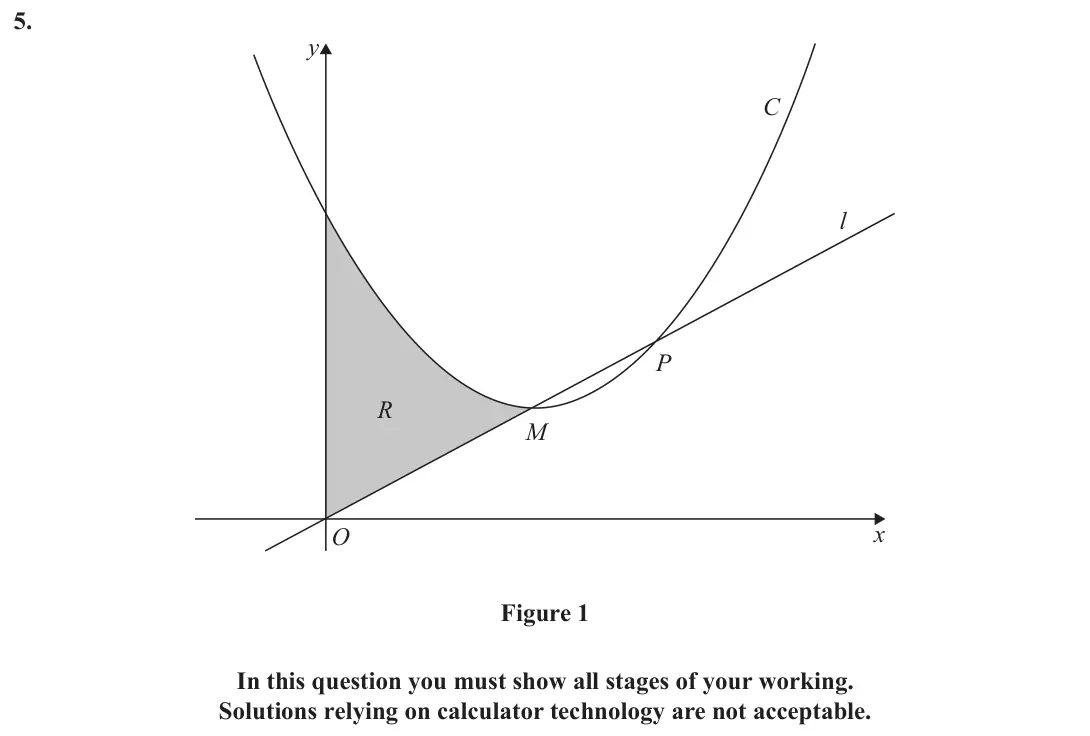 5.
y
C
l
P
R
M
O
x
Figure 1
In this question you must show all stages of your working.
Solutions relying on calculator technology are not acceptable.